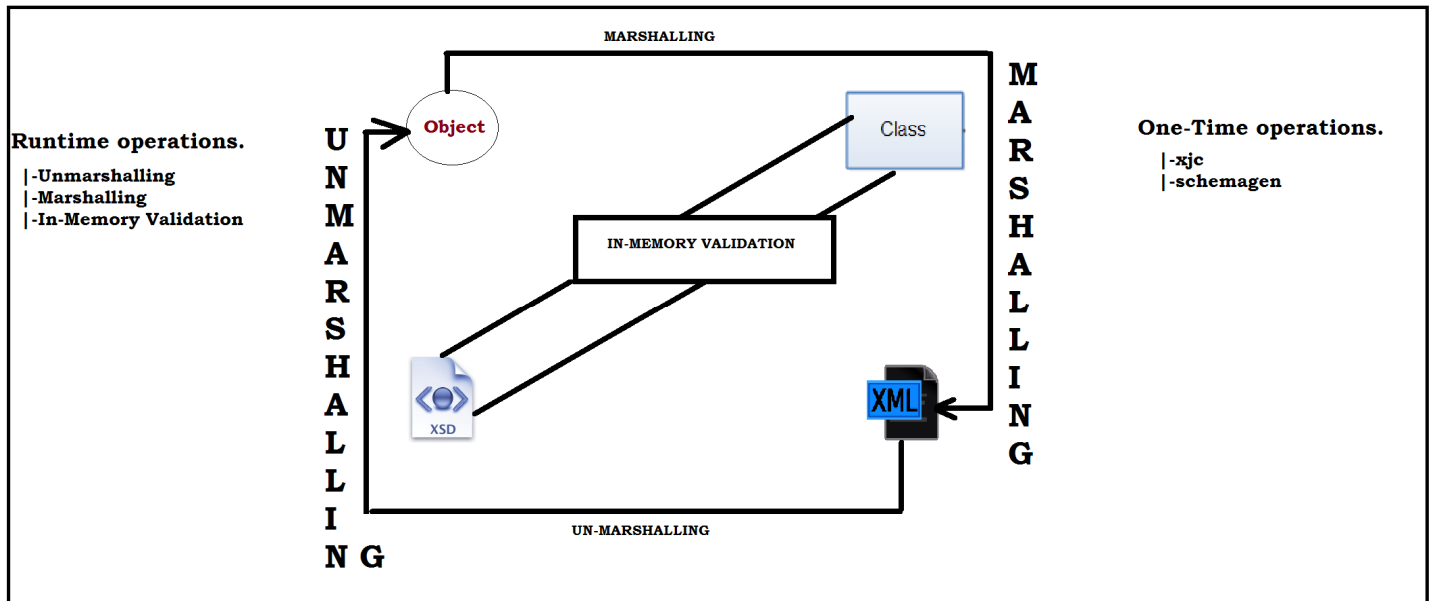 MARSHALLING
Object
Class
Runtime operations.
|-Unmarshalling
|-Marshalling
|-In-Memory Validation
UNMARSHALLING
MARSHALLING
One-Time operations.
|-xjc
|-schemagen
IN-MEMORY VALIDATION
XSD
XML
UN-MARSHALLING